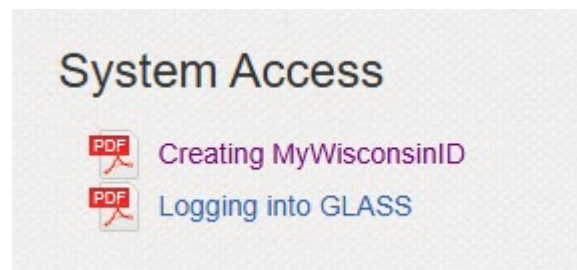 System Access
PDF Creating MyWisconsinID
PDF Logging into GLASS